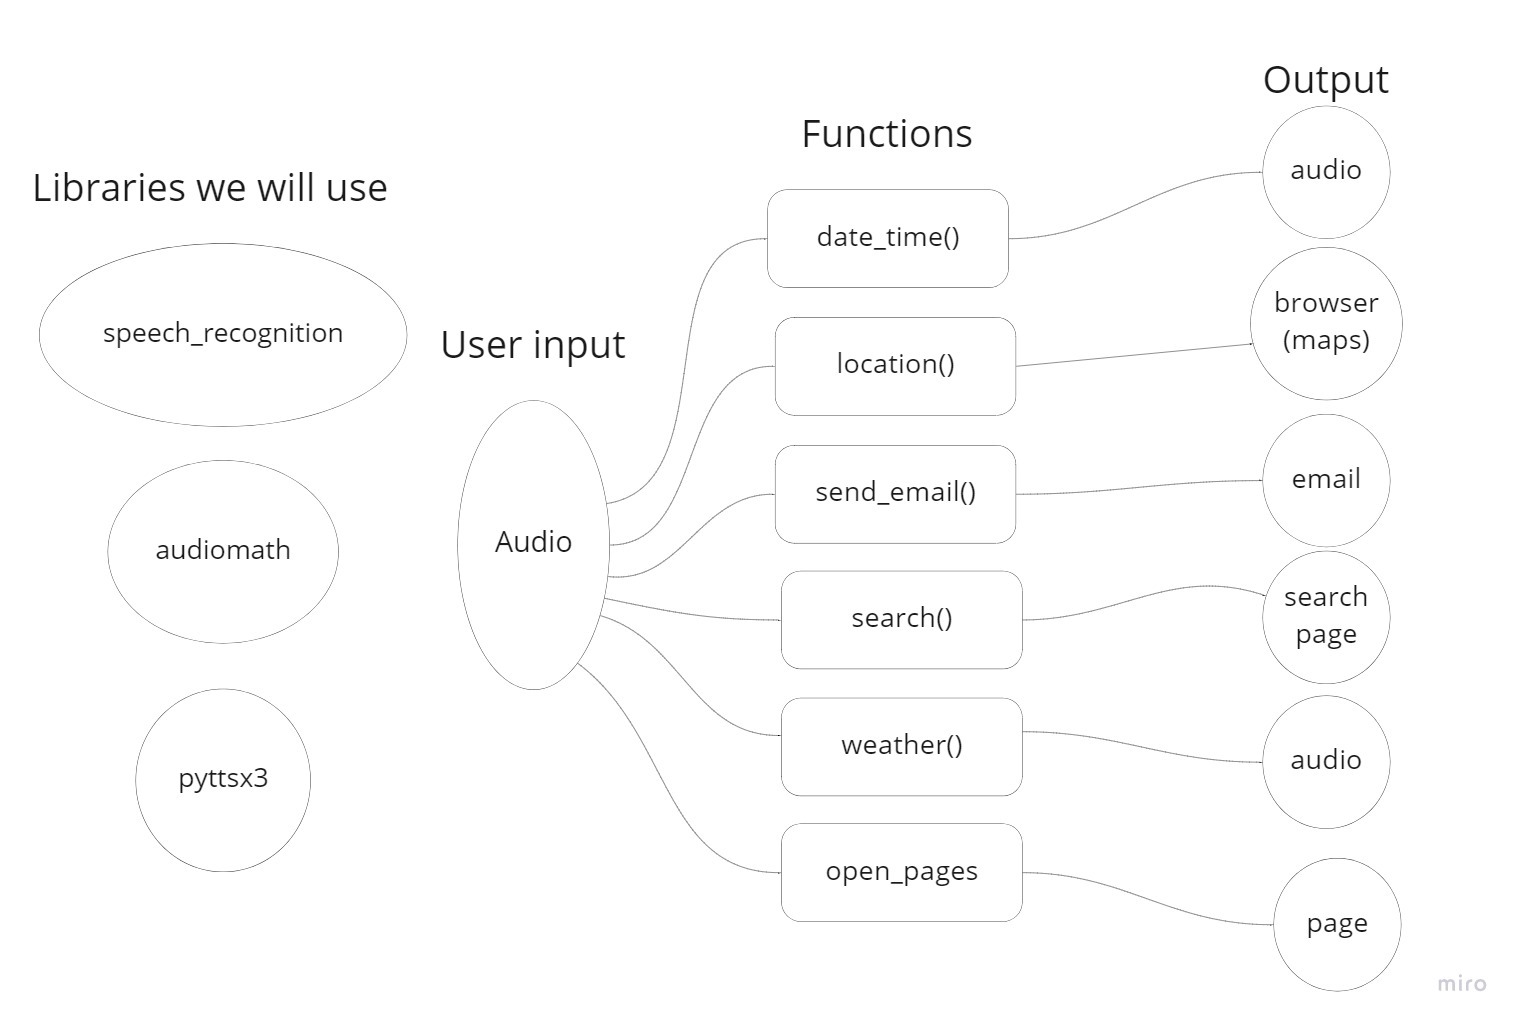 Libraries we will use
speech_recognition
audiomath
pyttsx3
User input
Audio
Functions
date_time()
location()
send_email()
search()
weather()
open_pages
Output
audio
browser
(maps)
email
search
page
audio
page
miro